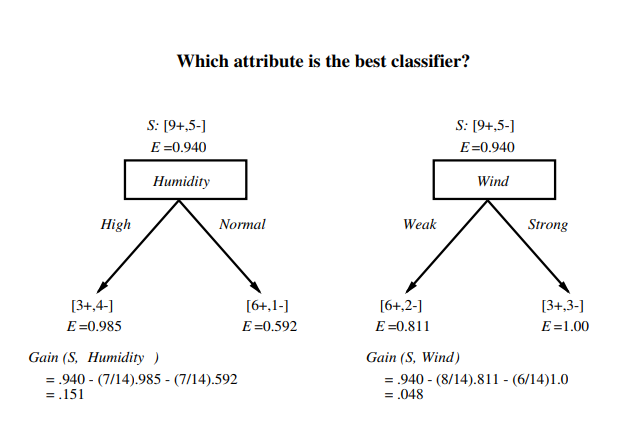 Which attribute is the best classifier?
S: [9+,5-]
E =0.940
Humidity
High
Normal
[3+,4-]
E =0.985
[6+,1-]
E =0.592
Gain (S, Humidity )
= .940 - (7/14).985 - (7/14).592
= .151
S: [9+,5-]
E =0.940
Wind
Weak
Strong
[6+,2-]
E =0.811
[3+,3-]
E =1.00
Gain (S, Wind)
= .940 - (8/14).811 - (6/14)1.0
= .048